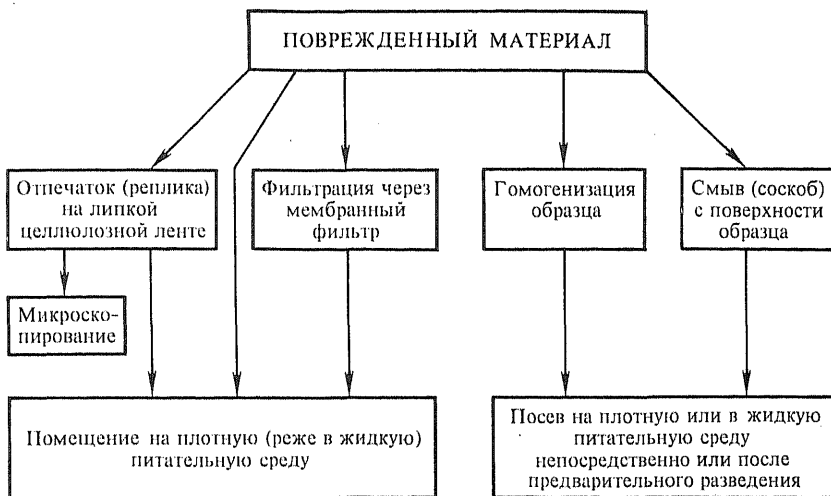 ПОВРЕЖДЕННЫЙ МАТЕРИАЛ
Отпечаток (реплика)
на липкой
целлюлозной ленте
Фильтрация через
мембранный
фильтр
Гомогенизация
образца
Смыв (соскоб)
с поверхности
образца
Микроско-
пирование
Помещение на плотную (реже в жидкую)
питательную среду
Посев на плотную или в жидкую
питательную среду
непосредственно или после
предварительного разведения